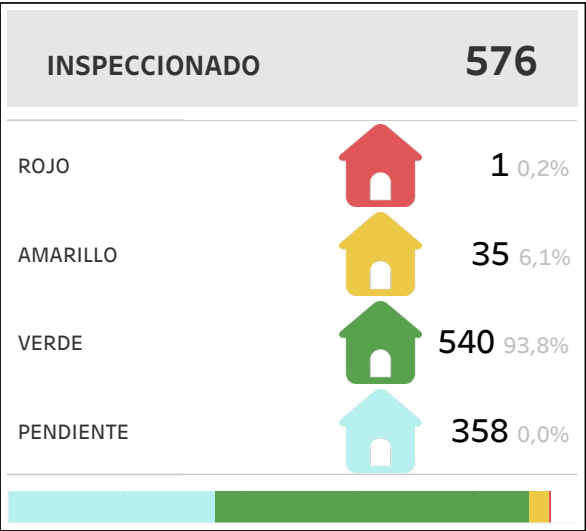 INSPECCIONADO 576
ROJO 1 0,2%
AMARILLO 35 6,1%
VERDE 540 93,8%
PENDIENTE 358 0,0%